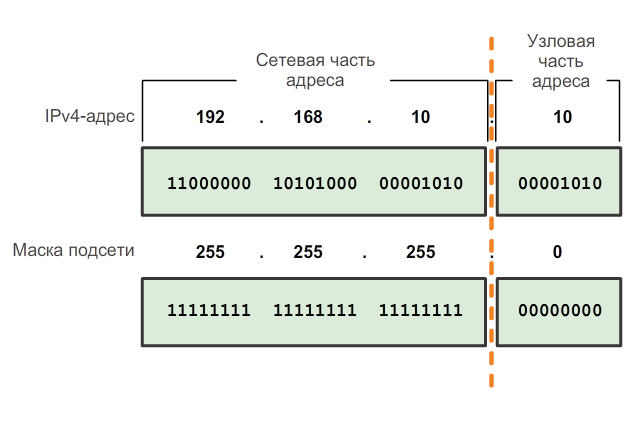 Сетевая часть
адреса
Узловая
часть
адреса
IPv4-адрес 192 . 168 . 10 . 10
11000000 10101000 00001010 00001010
Маска подсети 255 . 255 . 255 . 0
11111111 11111111 11111111 00000000